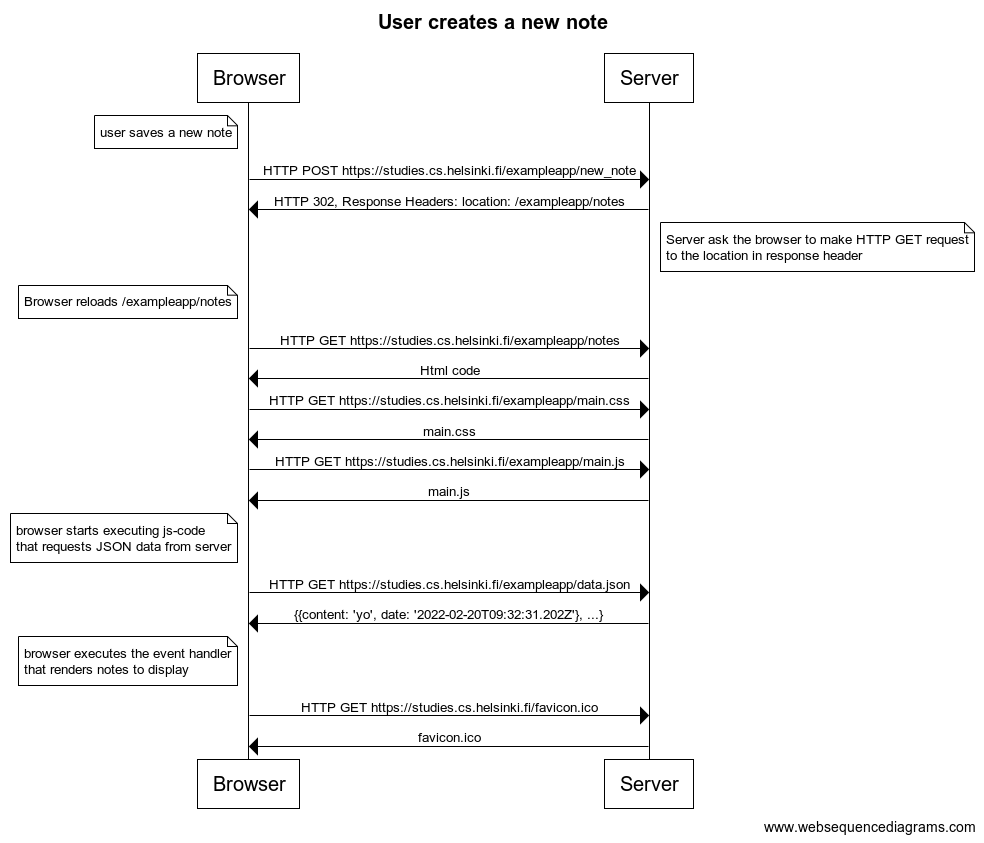 User creates a new note
Browser
Server
user saves a new note
HTTP POST https://studies.cs.helsinki.fi/exampleapp/new_note
HTTP 302, Response Headers: location: /exampleapp/notes
Server ask the browser to make HTTP GET request
to the location in response header
Browser reloads /exampleapp/notes
HTTP GET https://studies.cs.helsinki.fi/exampleapp/notes
Html code
HTTP GET https://studies.cs.helsinki.fi/exampleapp/main.css
main.css
HTTP GET https://studies.cs.helsinki.fi/exampleapp/main.js
main.js
browser starts executing js-code
that requests JSON data from server
HTTP GET https://studies.cs.helsinki.fi/exampleapp/data.json
{{content: 'yo', date: '2022-02-20T09:32:31.202Z'}, ...}
browser executes the event handler
that renders notes to display
HTTP GET https://studies.cs.helsinki.fi/favicon.ico
favicon.ico
Browser
Server
www.websequencediagrams.com